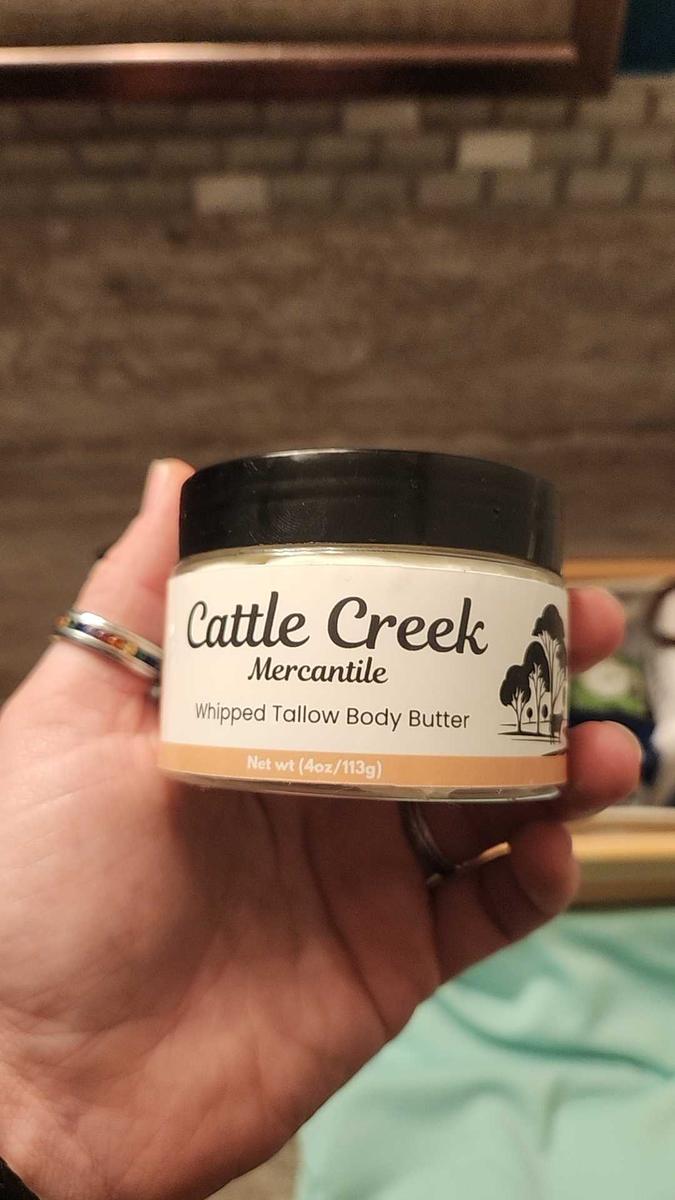 Cattle Creek
Mercantile
Whipped Tallow Body Butter
Net wt (4oz/113g)